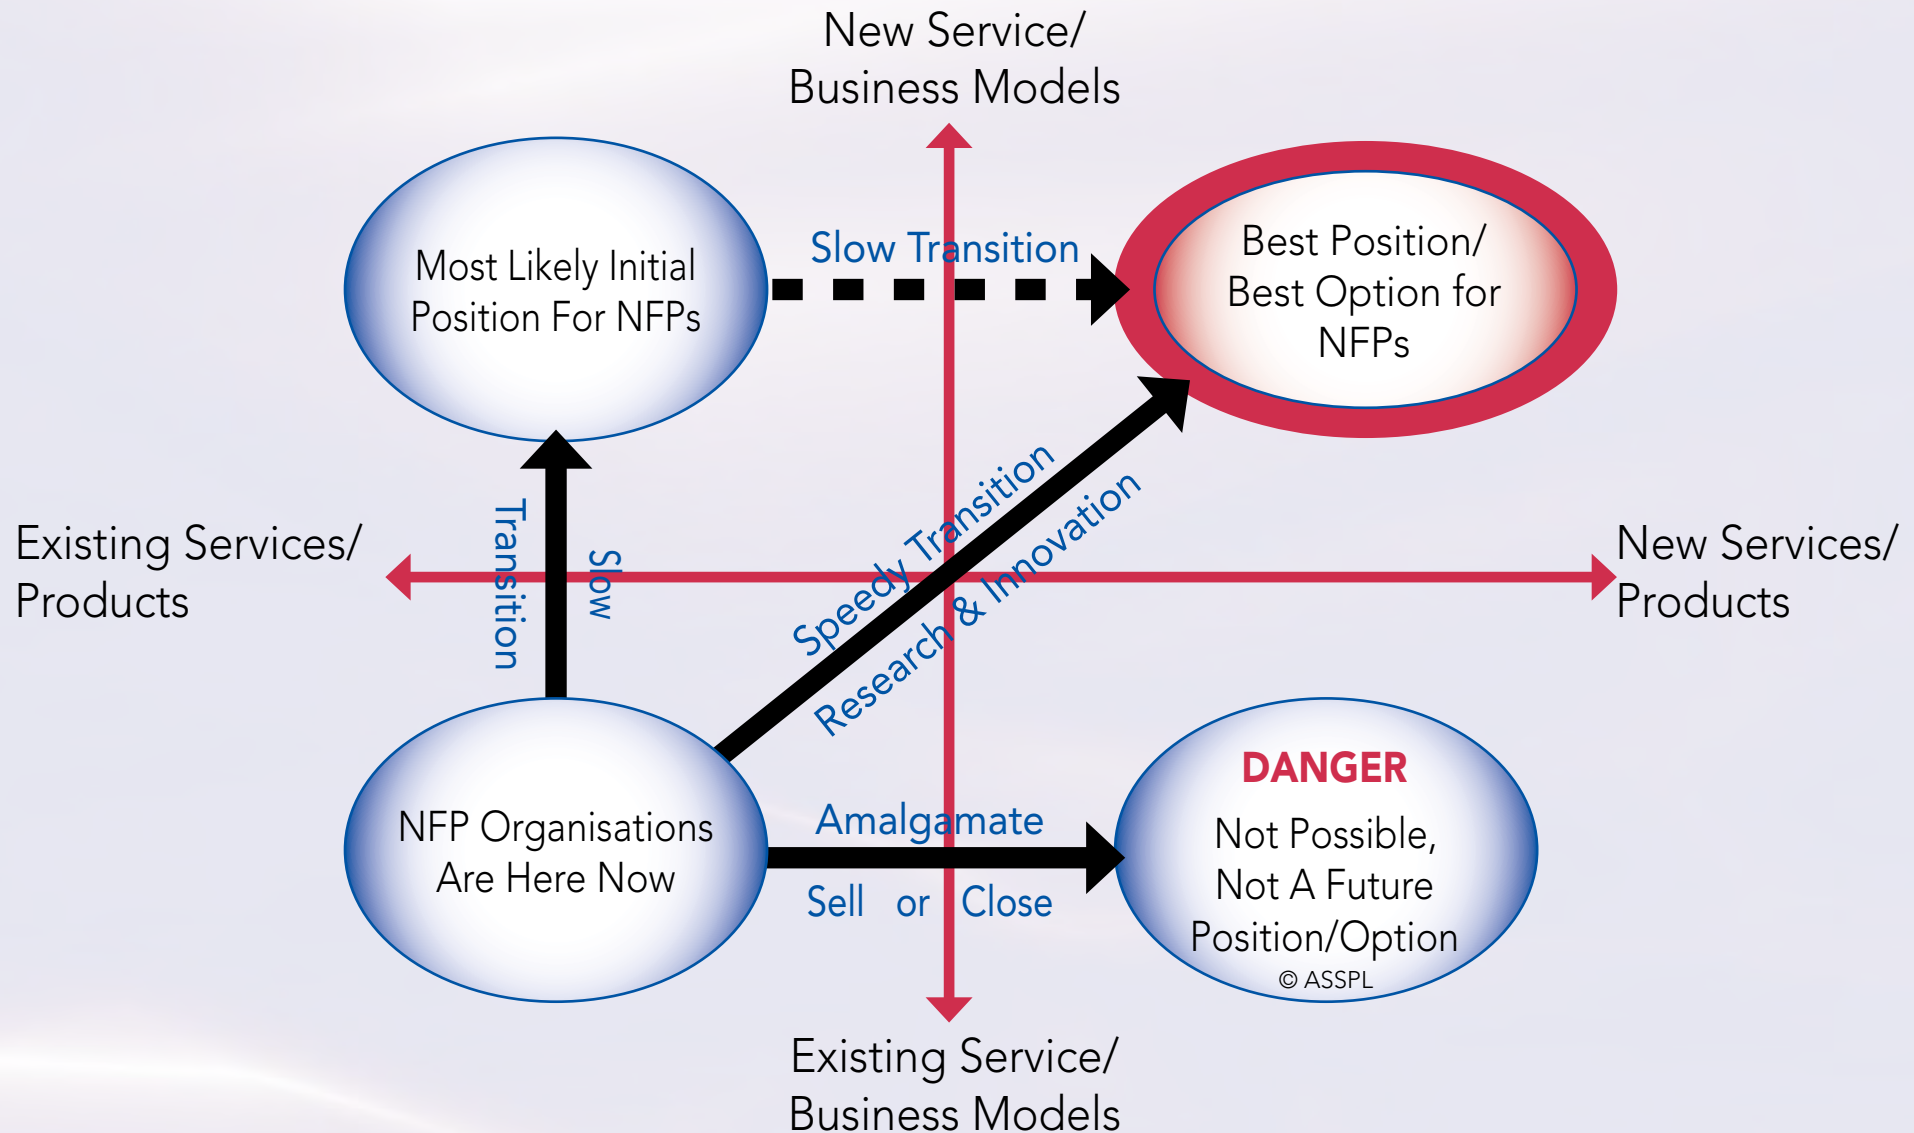 New Service/
Business Models
Most Likely Initial
Position For NFPs
Slow Transition
Best Position/
Best Option for
NFPs
Existing Services/
Products
Slow
Transition
Speedy Transition
Research & Innovation
New Services/
Products
NFP Organisations
Are Here Now
Amalgamate
Sell or Close
DANGER
Not Possible,
Not A Future
Position/Option
© ASSPL
Existing Service/
Business Models